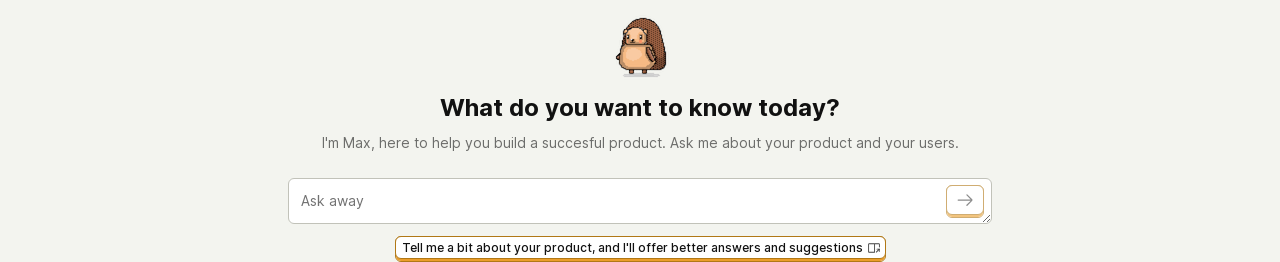 What do you want to know today?
I'm Max, here to help you build a succesful product. Ask me about your product and your users.
Ask away
Tell me a bit about your product, and I'll offer better answers and suggestions